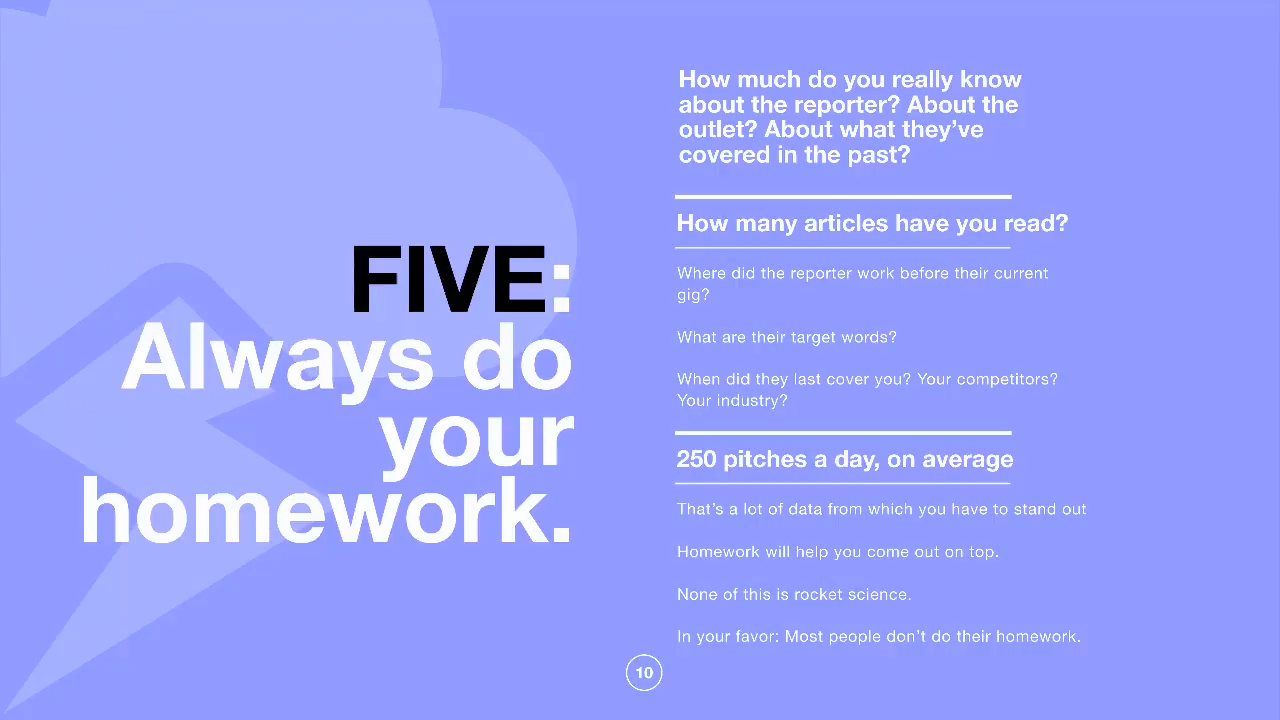 FIVE:
Always do
your
homework.
How much do you really know
about the reporter? About the
outlet? About what they’ve
covered in the past?
How many articles have you read?
Where did the reporter work before their current
gig?
What are their target words?
When did they last cover you? Your competitors?
Your industry?
250 pitches a day, on average
That’s a lot of data from which you have to stand out
Homework will help you come out on top.
None of this is rocket science.
In your favor: Most people don’t do their homework.
10